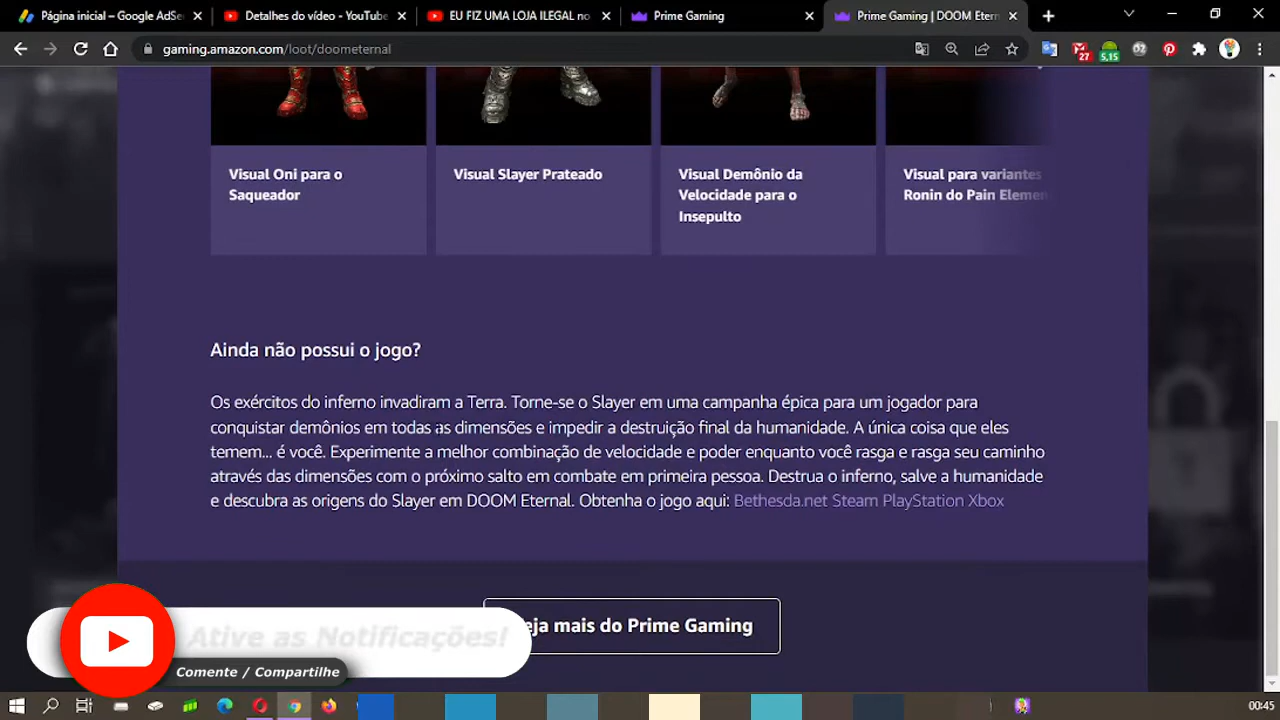 Página inicial – Google AdSe
Detalhes do vídeo - YouTube
EU FIZ UMA LOJA ILEGAL no
Prime Gaming
Prime Gaming | DOOM Etern
gaming.amazon.com/loot/doometernal
27
5,15
Visual Oni para o
Saqueador
Visual Slayer Prateado
Visual Demônio da
Velocidade para o
Insepulto
Visual para variantes
Ronin do Pain Elemen
Ainda não possui o jogo?
Os exércitos do inferno invadiram a Terra. Torne-se o Slayer em uma campanha épica para um jogador para
conquistar demônios em todas as dimensões e impedir a destruição final da humanidade. A única coisa que eles
temem... é você. Experimente a melhor combinação de velocidade e poder enquanto você rasga e rasga seu caminho
através das dimensões com o próximo salto em combate em primeira pessoa. Destrua o inferno, salve a humanidade
e descubra as origens do Slayer em DOOM Eternal. Obtenha o jogo aqui: Bethesda.net Steam PlayStation Xbox
eja mais do Prime Gaming
Ative as Notificações!
Comente / Compartilhe
00:45